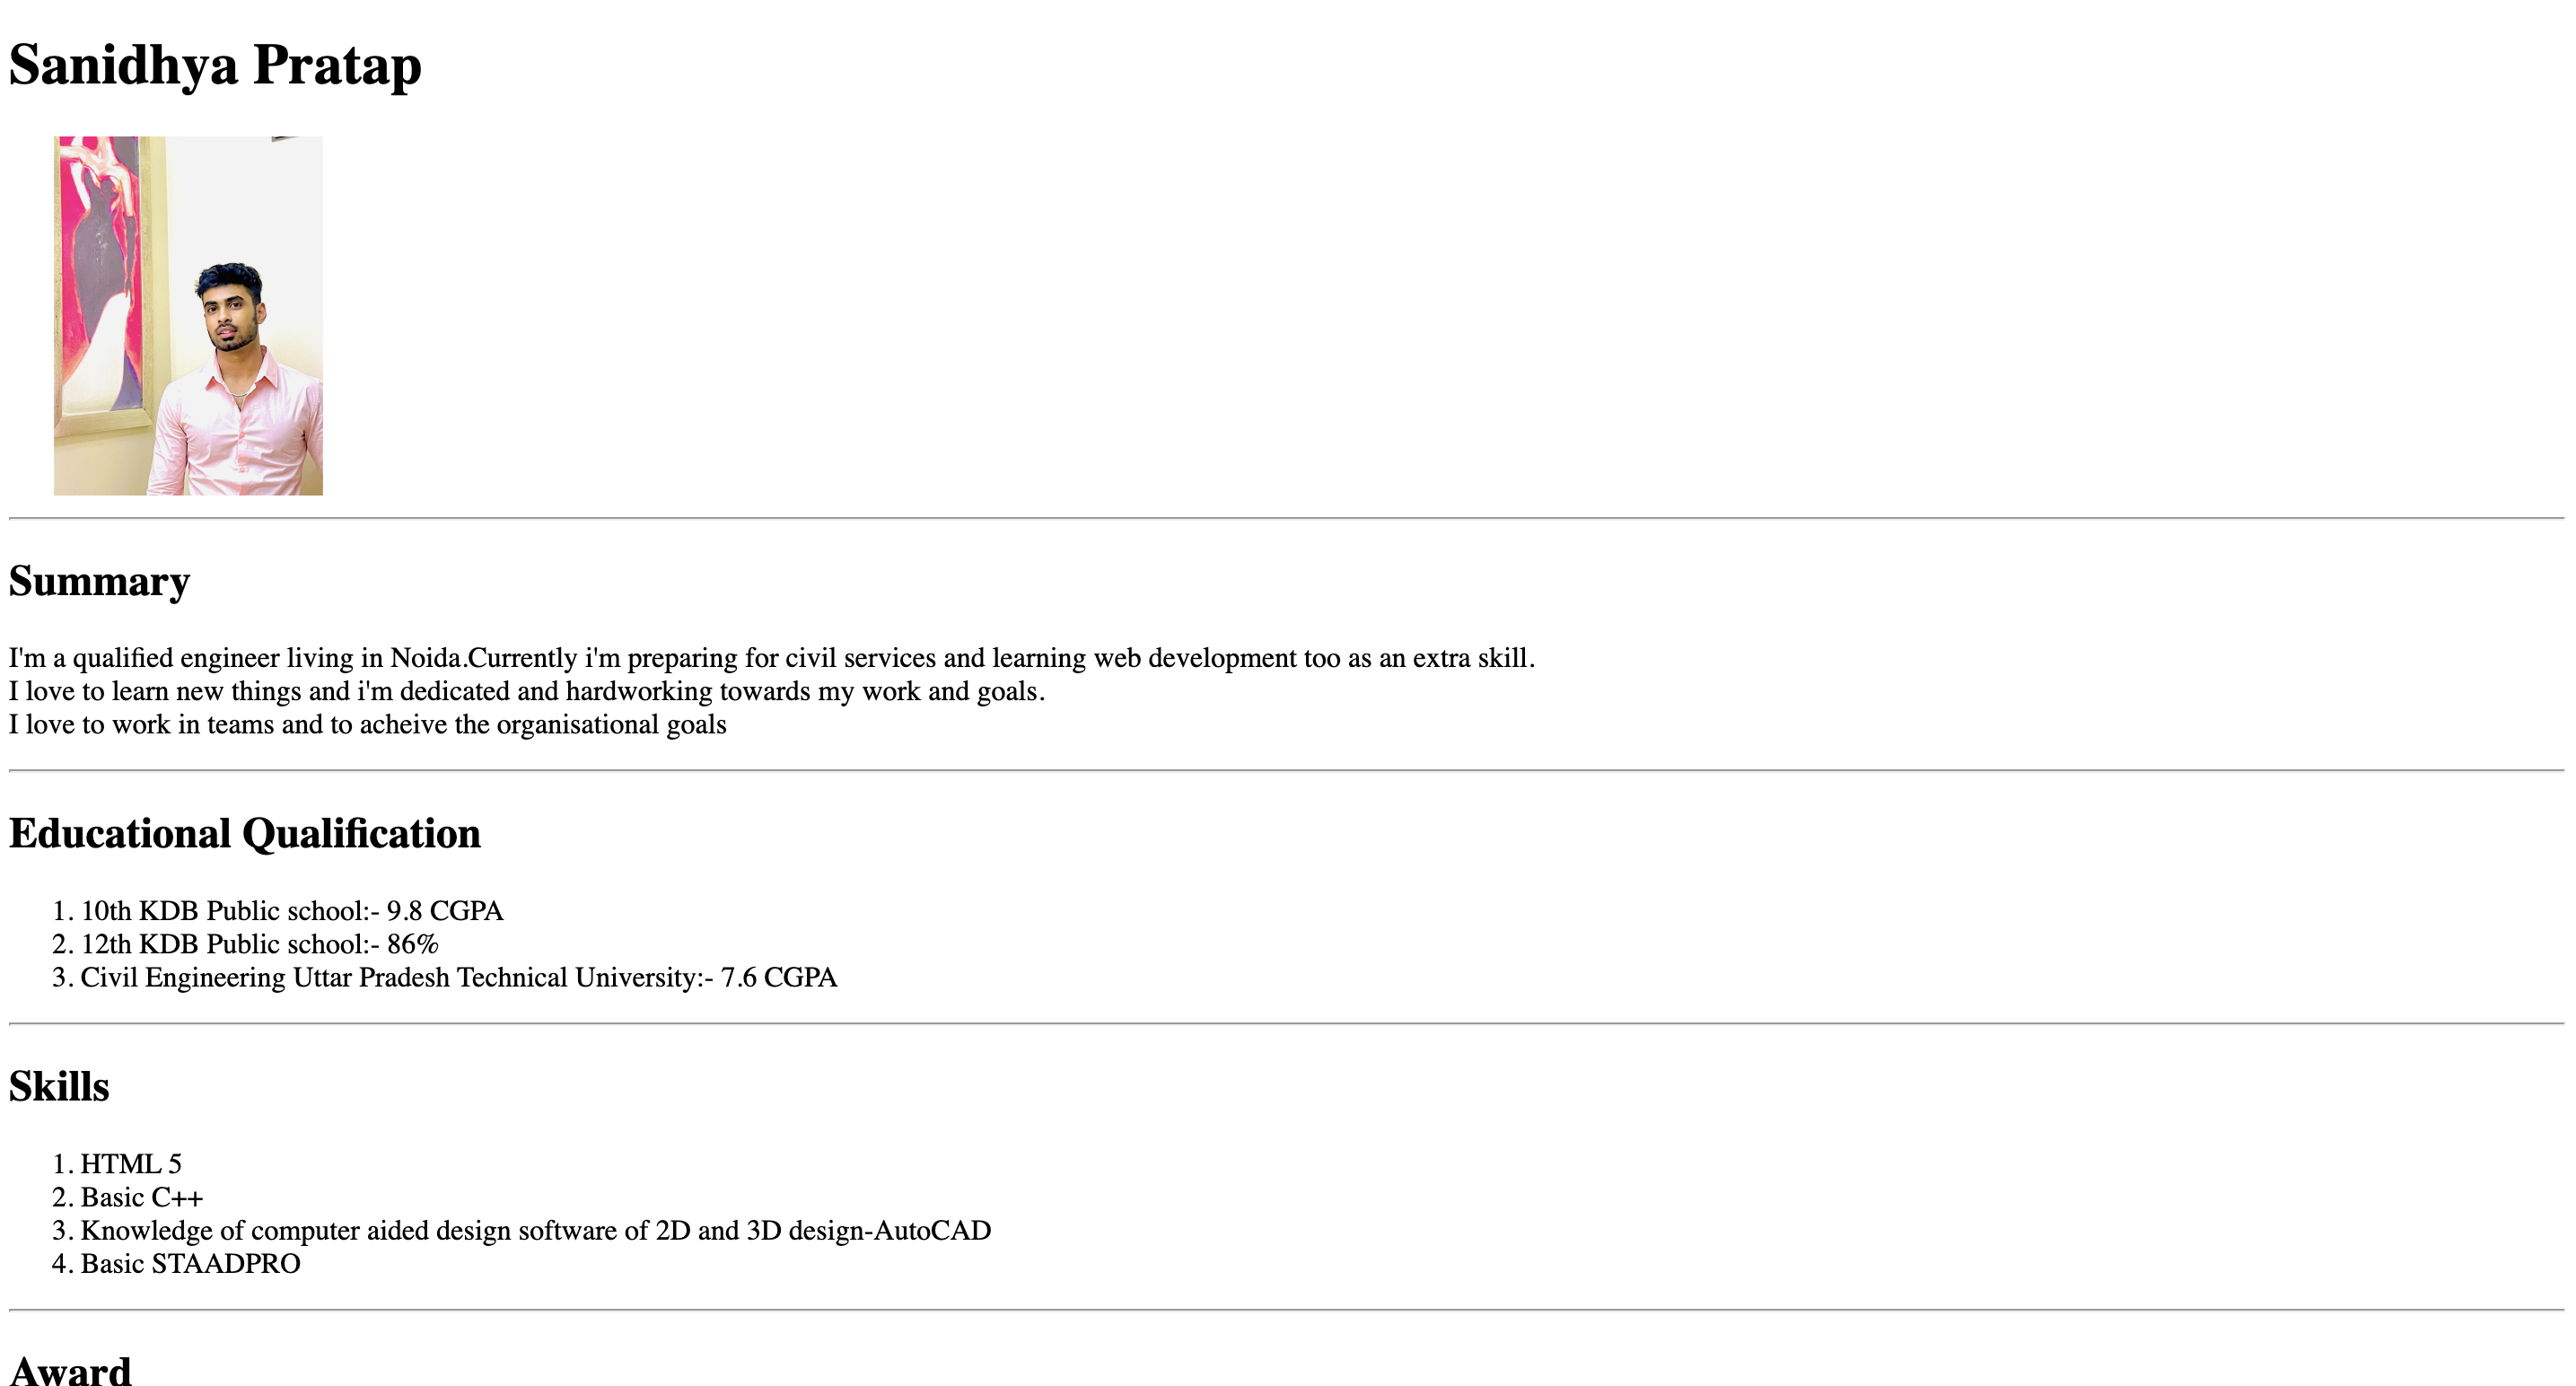 Sanidhya Pratap
Summary
I'm a qualified engineer living in Noida.Currently i'm preparing for civil services and learning web development too as an extra skill.
I love to learn new things and i'm dedicated and hardworking towards my work and goals.
I love to work in teams and to acheive the organisational goals
Educational Qualification
1. 10th KDB Public school:- 9.8 CGPA
2. 12th KDB Public school:- 86%
3. Civil Engineering Uttar Pradesh Technical University:- 7.6 CGPA
Skills
1. HTML 5
2. Basic C++
3. Knowledge of computer aided design software of 2D and 3D design-AutoCAD
4. Basic STAADPRO
Award